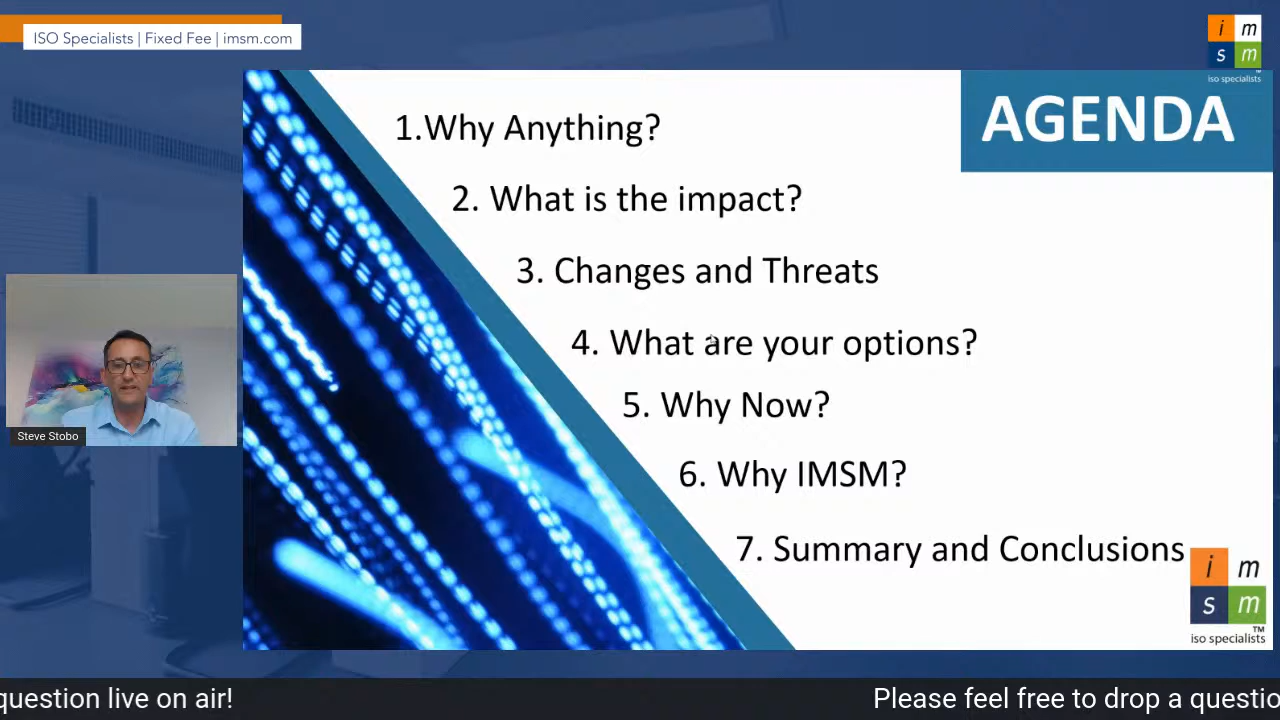 ISO Specialists | Fixed Fee | imsm.com
i m
s m
™
iso specialists
AGENDA
1.Why Anything?
2. What is the impact?
3. Changes and Threats
4. What are your options?
5. Why Now?
6. Why IMSM?
7. Summary and Conclusions
Steve Stobo
i m
s m
™
iso specialists
question live on air!
Please feel free to drop a questio